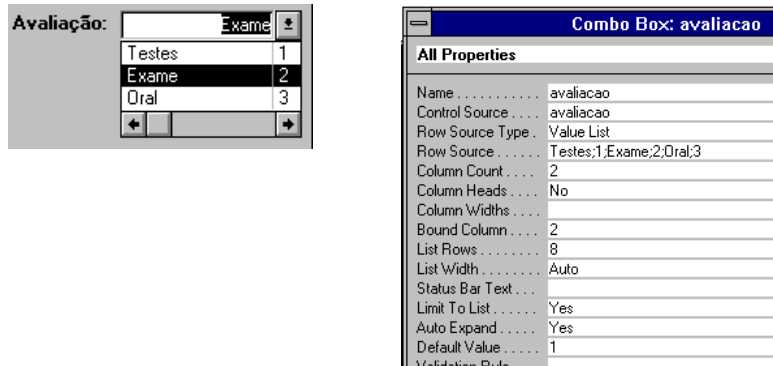 Avaliação: Exame
Testes 1
Exame 2
Oral 3
Combo Box: avaliacao
All Properties
Name . . . . . . . . . . . avaliacao
Control Source . . . . avaliacao
Row Source Type . Value List
Row Source . . . . . . Testes;1;Exame;2;Oral;3
Column Count . . . . 2
Column Heads . . . . No
Column Widths . . . .
Bound Column . . . . 2
List Rows . . . . . . . . 8
List Width . . . . . . . . Auto
Status Bar Text . . .
Limit To List . . . . . . Yes
Auto Expand . . . . . Yes
Default Value . . . . . 1
Validation Rule